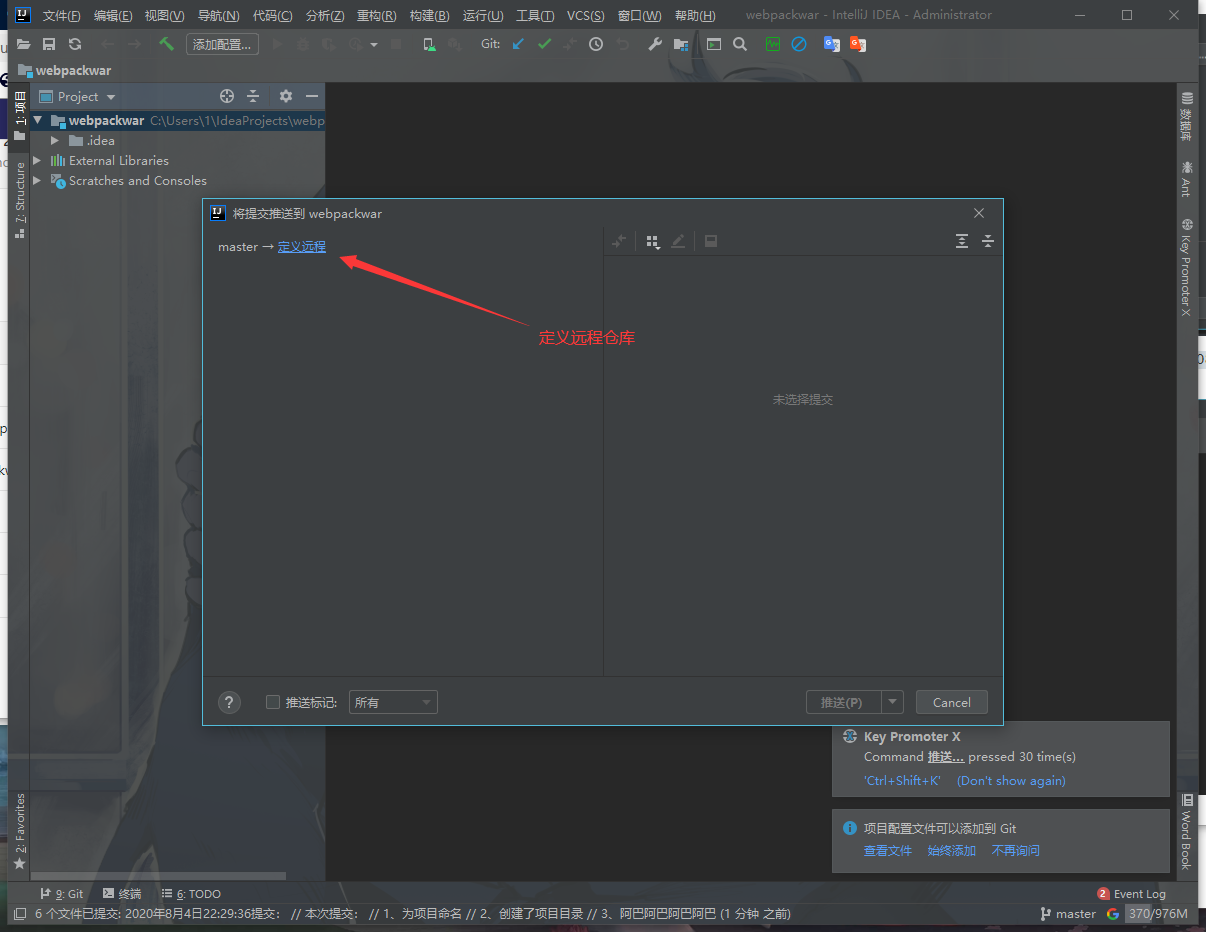 文件(F) 编辑(E) 视图(V) 导航(N) 代码(C) 分析(Z) 重构(R) 构建(B) 运行(U) 工具(T) VCS(S) 窗口(W) 帮助(H) webpackwar - IntelliJ IDEA - Administrator
添加配置... Git:
webpackwar
1: 项目
Project
webpackwar C:\Users\1\IdeaProjects\webp
.idea
External Libraries
Scratches and Consoles
7: Structure
数据库
Ant
Key Promoter X
将提交推送到 webpackwar
master → 定义远程
定义远程仓库
未选择提交
? 推送标记: 所有 推送(P) Cancel
Key Promoter X
Command 推送... pressed 30 time(s)
'Ctrl+Shift+K' (Don't show again)
项目配置文件可以添加到 Git
查看文件 始终添加 不再询问
2: Favorites
Word Book
9: Git 终端 6: TODO 2 Event Log
6 个文件已提交: 2020年8月4日22:29:36提交： // 本次提交： // 1、为项目命名 // 2、创建了项目目录 // 3、阿巴阿巴阿巴阿巴 (1 分钟 之前) master 370/976M